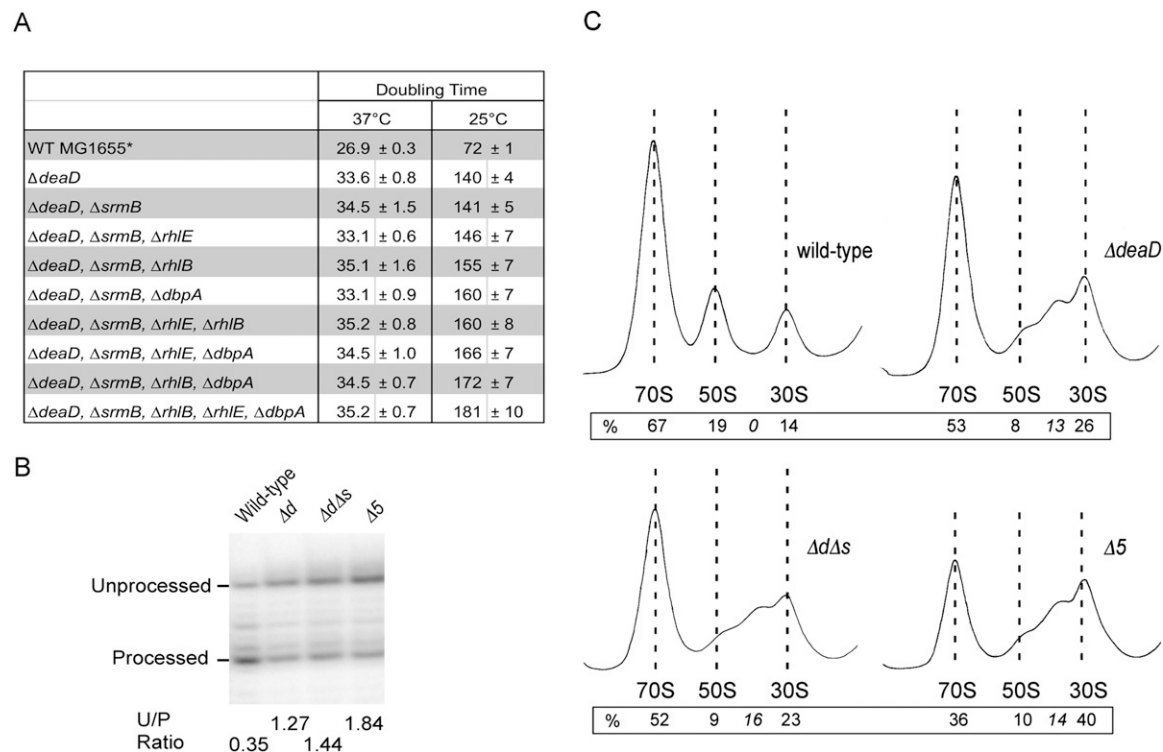 A
Doubling Time
37°C 25°C
WT MG1655* 26.9 ± 0.3 72 ± 1
ΔdeaD 33.6 ± 0.8 140 ± 4
ΔdeaD, ΔsrmB 34.5 ± 1.5 141 ± 5
ΔdeaD, ΔsrmB, ΔrhlE 33.1 ± 0.6 146 ± 7
ΔdeaD, ΔsrmB, ΔrhlB 35.1 ± 1.6 155 ± 7
ΔdeaD, ΔsrmB, ΔdbpA 33.1 ± 0.9 160 ± 7
ΔdeaD, ΔsrmB, ΔrhlE, ΔrhlB 35.2 ± 0.8 160 ± 8
ΔdeaD, ΔsrmB, ΔrhlE, ΔdbpA 34.5 ± 1.0 166 ± 7
ΔdeaD, ΔsrmB, ΔrhlB, ΔdbpA 34.5 ± 0.7 172 ± 7
ΔdeaD, ΔsrmB, ΔrhlB, ΔrhlE, ΔdbpA 35.2 ± 0.7 181 ± 10
B
Wild-type Δd ΔdΔs Δ5
Unprocessed
Processed
U/P 1.27 1.84
Ratio 0.35 1.44
C
wild-type
ΔdeaD
70S 50S 30S 70S 50S 30S
% 67 19 0 14 53 8 13 26
ΔdΔs
Δ5
70S 50S 30S 70S 50S 30S
% 52 9 16 23 36 10 14 40